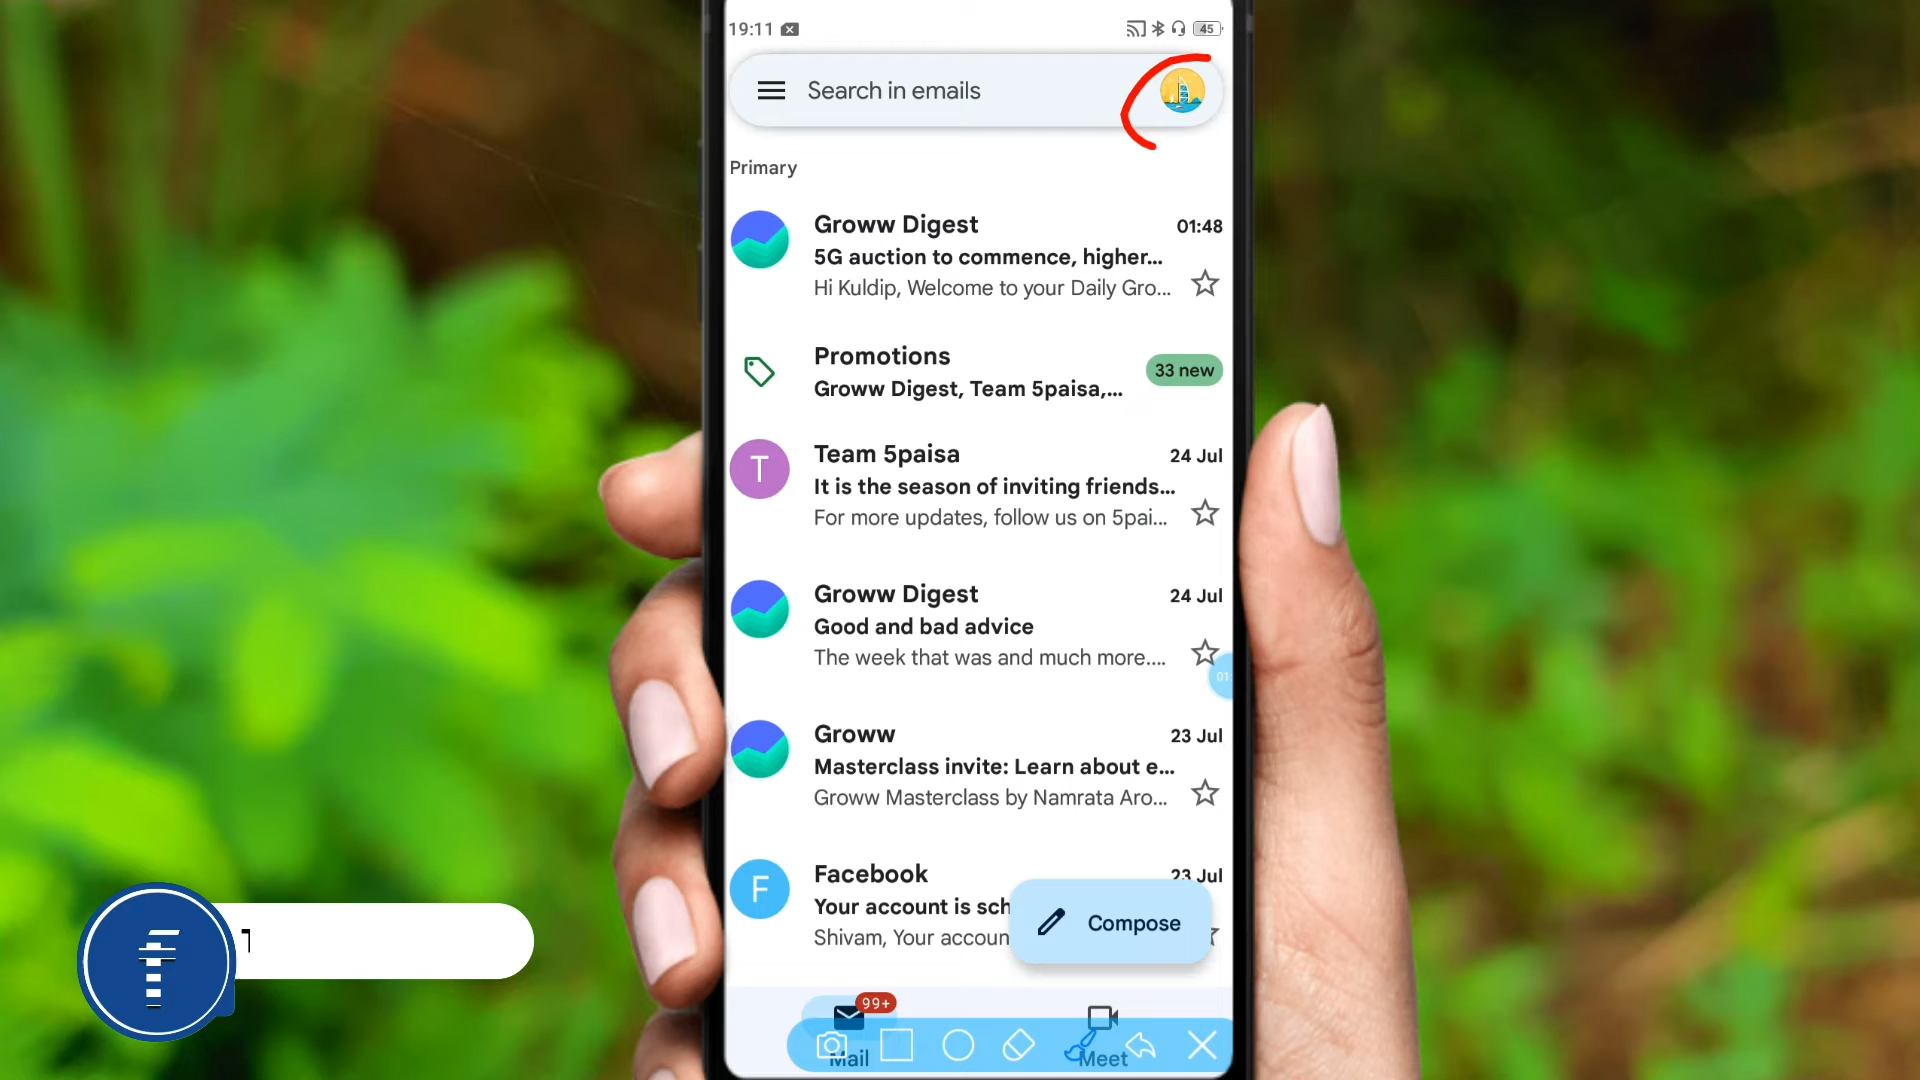 19:11
45
Search in emails
Primary
Groww Digest 01:48
5G auction to commence, higher...
Hi Kuldip, Welcome to your Daily Gro...
Promotions
33 new
Groww Digest, Team 5paisa,...
T
Team 5paisa 24 Jul
It is the season of inviting friends...
For more updates, follow us on 5pai...
Groww Digest 24 Jul
Good and bad advice
The week that was and much more....
01:
Groww 23 Jul
Masterclass invite: Learn about e...
Groww Masterclass by Namrata Aro...
F
Facebook 23 Jul
Your account is sch
Shivam, Your accoun
Compose
99+
Mail Meet